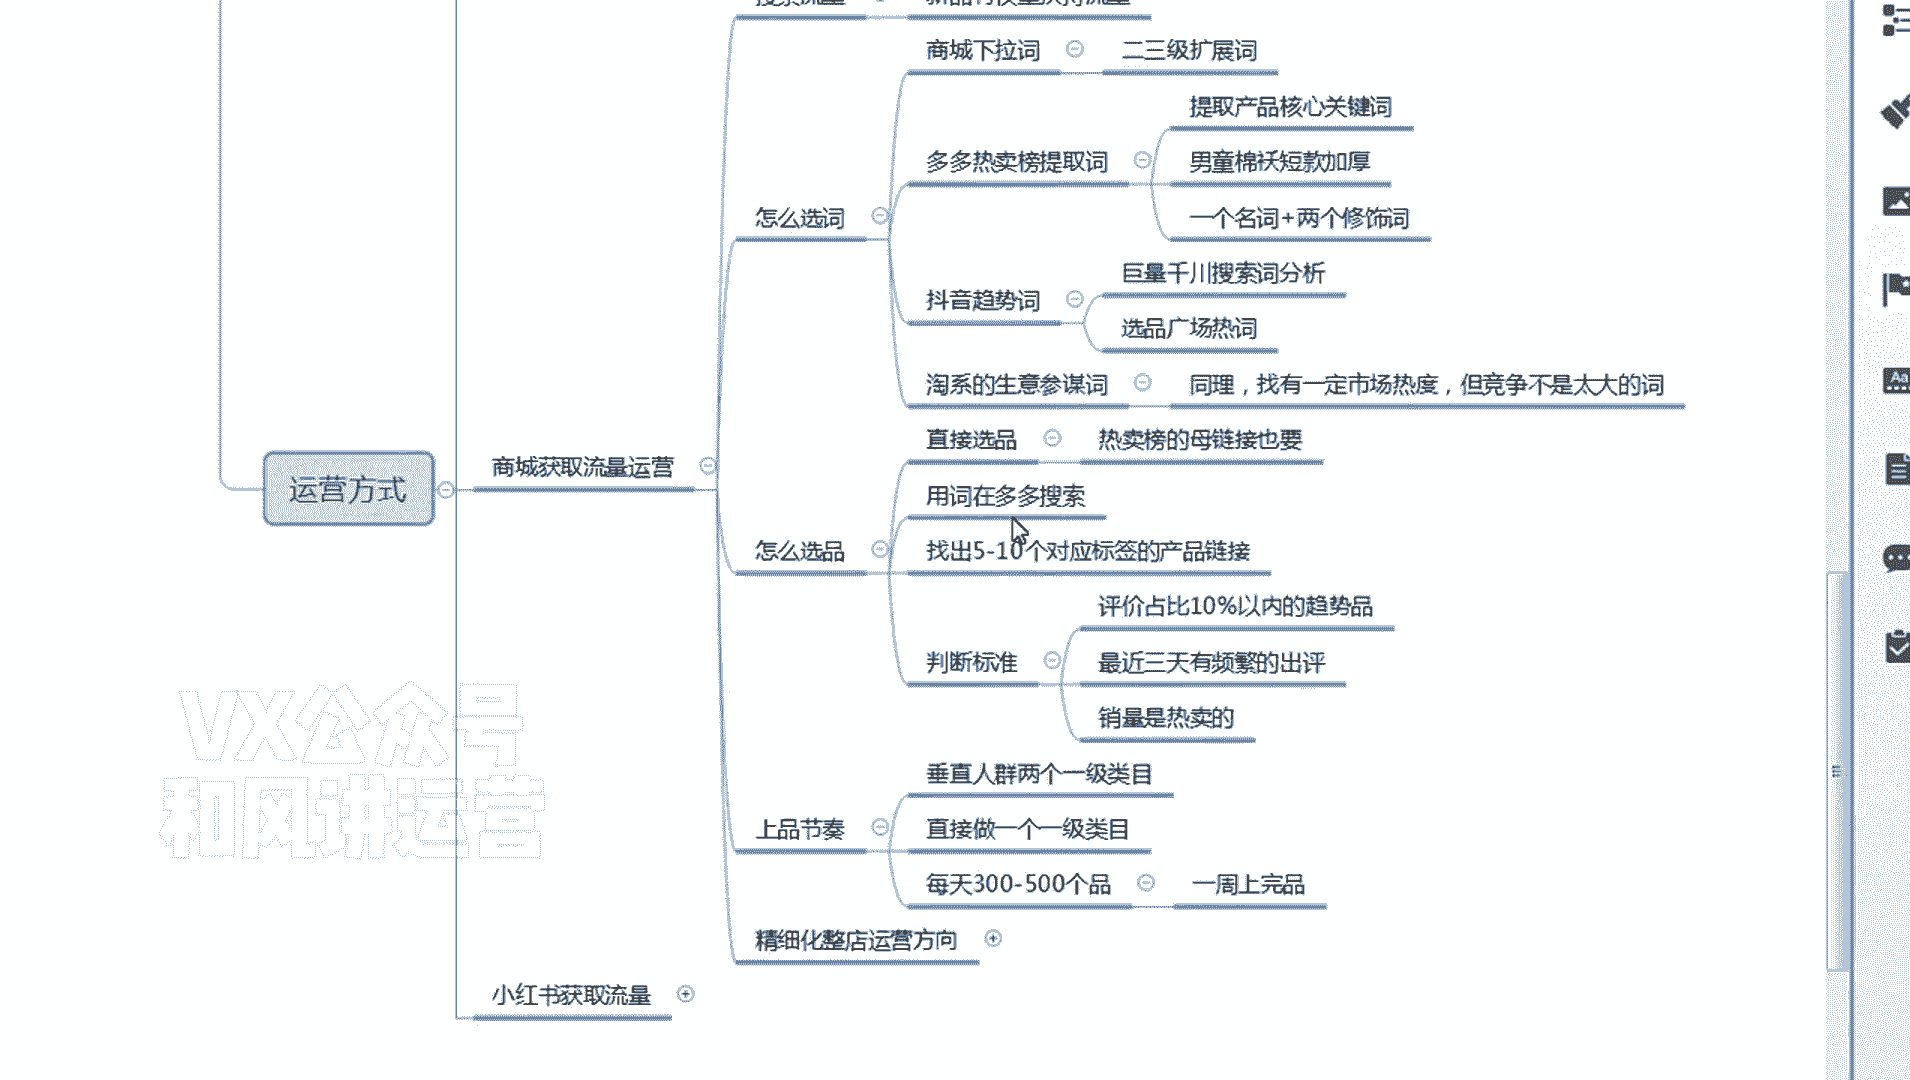 商城下拉词
二三级扩展词
提取产品核心关键词
多多热卖榜提取词
男童棉袄短款加厚
怎么选词
一个名词+两个修饰词
巨量千川搜索词分析
抖音趋势词
选品广场热词
淘系的生意参谋词
同理，找有一定市场热度，但竞争不是太大的词
直接选品
热卖榜的母链接也要
商城获取流量运营
运营方式
用词在多多搜索
怎么选品
找出5-10个对应标签的产品链接
评价占比10%以内的趋势品
判断标准
最近三天有频繁的出评
销量是热卖的
VX公众号
和风讲运营
垂直人群两个一级类目
上品节奏
直接做一个一级类目
每天300-500个品
一周上完品
精细化整店运营方向
小红书获取流量
Aa